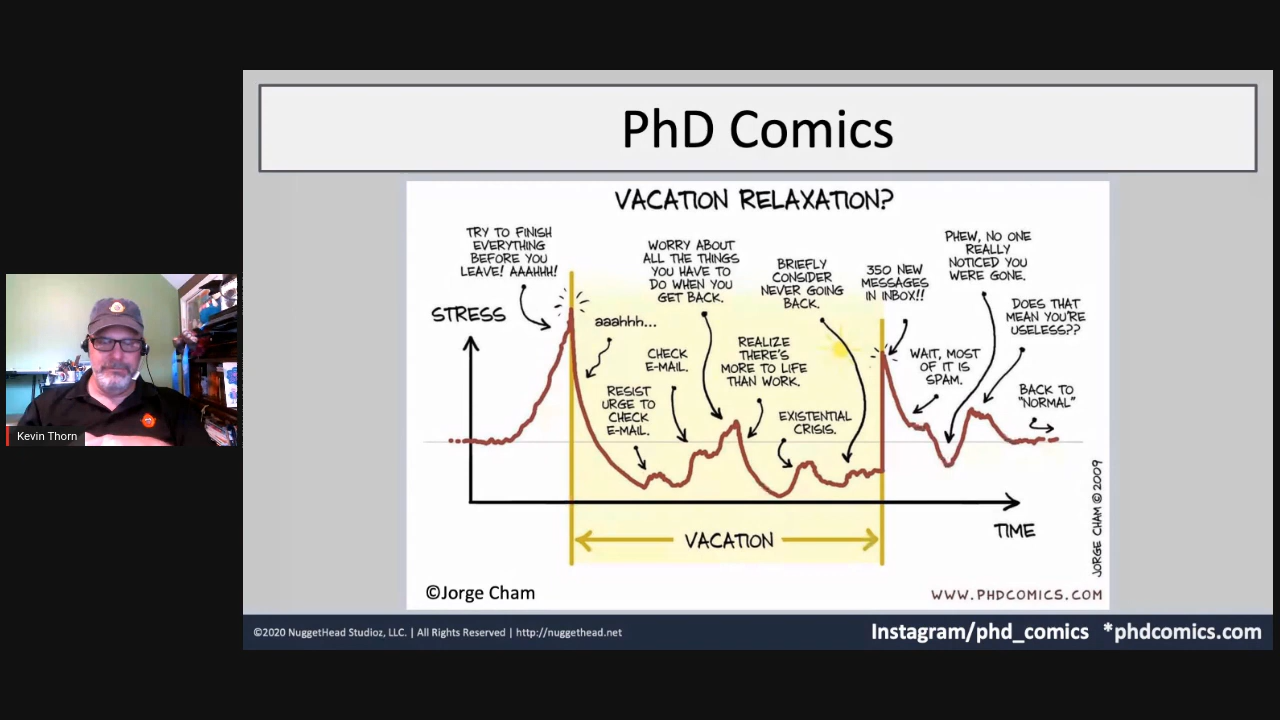 PhD Comics
VACATION RELAXATION?
TRY TO FINISH
EVERYTHING
BEFORE YOU
LEAVE! AAAHHH!
STRESS
aaahhh...
RESIST
URGE TO
CHECK
E-MAIL.
CHECK
E-MAIL.
WORRY ABOUT
ALL THE THINGS
YOU HAVE TO
DO WHEN YOU
GET BACK.
REALIZE
THERE'S
MORE TO LIFE
THAN WORK.
EXISTENTIAL
CRISIS.
BRIEFLY
CONSIDER
NEVER GOING
BACK.
350 NEW
MESSAGES
IN INBOX!!
WAIT, MOST
OF IT IS
SPAM.
PHEW, NO ONE
REALLY
NOTICED YOU
WERE GONE.
DOES THAT
MEAN YOU'RE
USELESS??
BACK TO
"NORMAL"
TIME
VACATION
JORGE CHAM © 2009
©Jorge Cham
WWW.PHDCOMICS.COM
Kevin Thorn
©2020 NuggetHead Studioz, LLC. | All Rights Reserved | http://nuggethead.net
Instagram/phd_comics *phdcomics.com